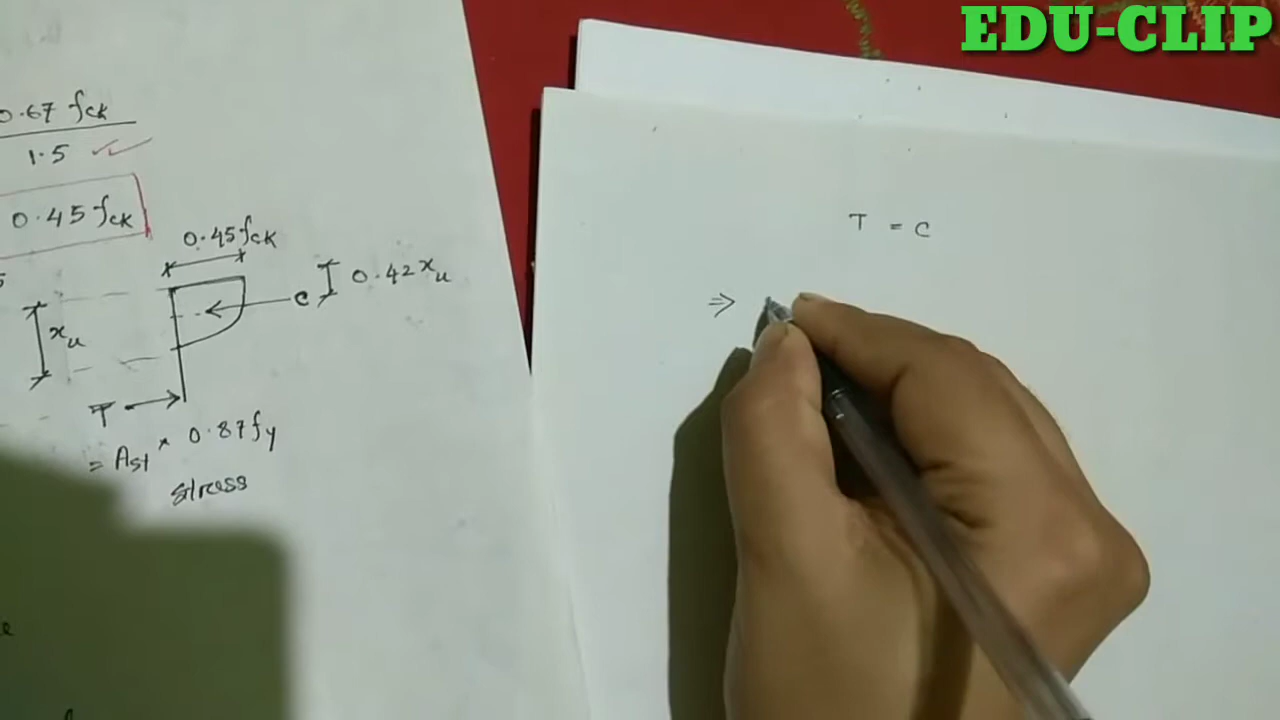 EDU-CLIP
0.67 fck
1.5
0.45 fck
0.45 fck
C
0.42 xu
xu
T
= Ast × 0.87 fy
stress
T = C
⇒